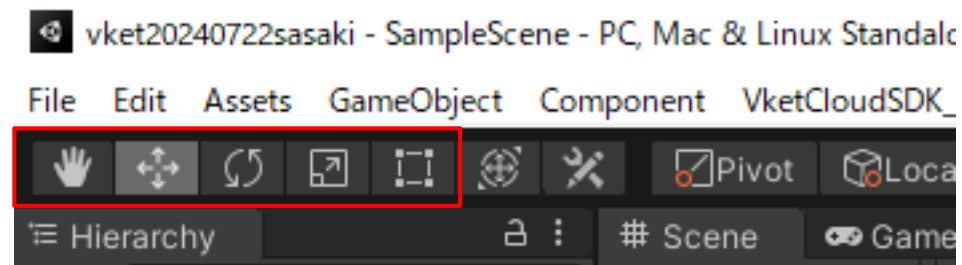 vket20240722sasaki - SampleScene - PC, Mac & Linux Standalo
File Edit Assets GameObject Component VketCloudSDK_
Pivot Loca
Hierarchy Scene Game